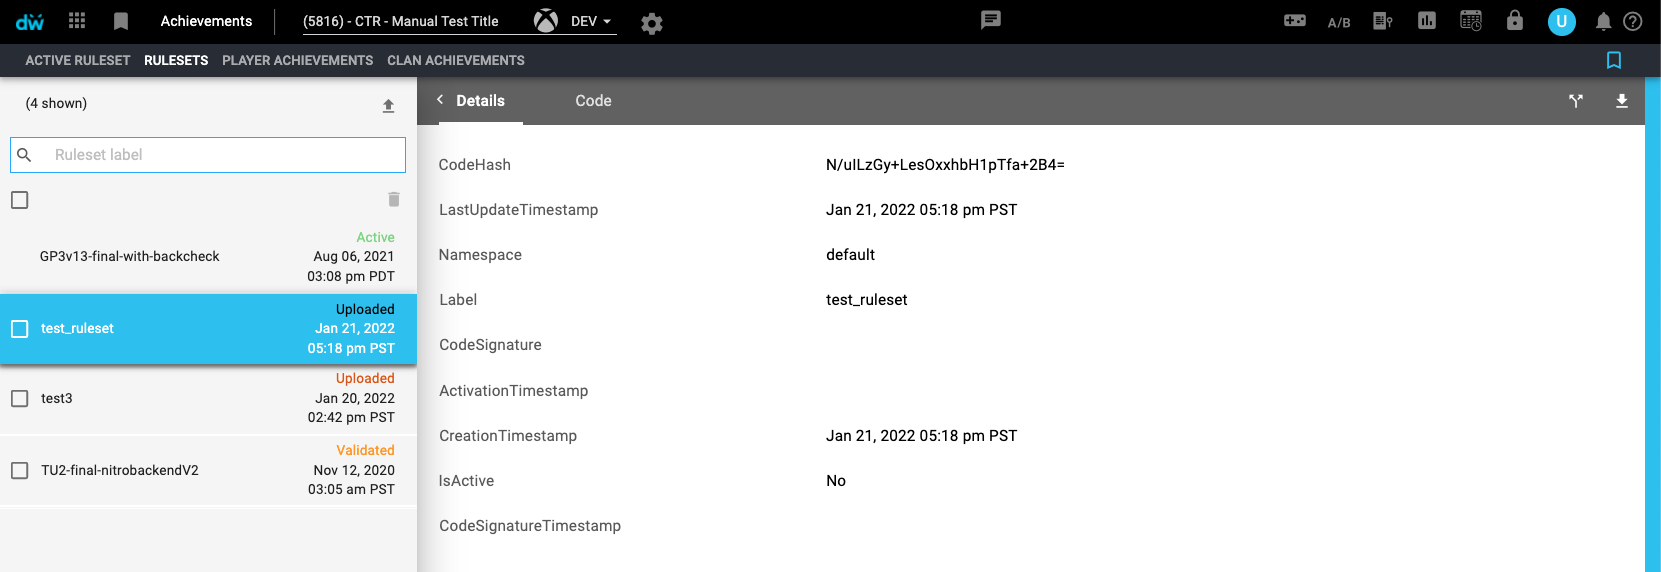 dw
Achievements
(5816) - CTR - Manual Test Title
DEV
A/B
U
ACTIVE RULESET
RULESETS
PLAYER ACHIEVEMENTS
CLAN ACHIEVEMENTS
(4 shown)
Ruleset label
Active
GP3v13-final-with-backcheck
Aug 06, 2021
03:08 pm PDT
Uploaded
test_ruleset
Jan 21, 2022
05:18 pm PST
Uploaded
test3
Jan 20, 2022
02:42 pm PST
Validated
TU2-final-nitrobackendV2
Nov 12, 2020
03:05 am PST
Details
Code
CodeHash
N/uILzGy+LesOxxhbH1pTfa+2B4=
LastUpdateTimestamp
Jan 21, 2022 05:18 pm PST
Namespace
default
Label
test_ruleset
CodeSignature
ActivationTimestamp
CreationTimestamp
Jan 21, 2022 05:18 pm PST
IsActive
No
CodeSignatureTimestamp